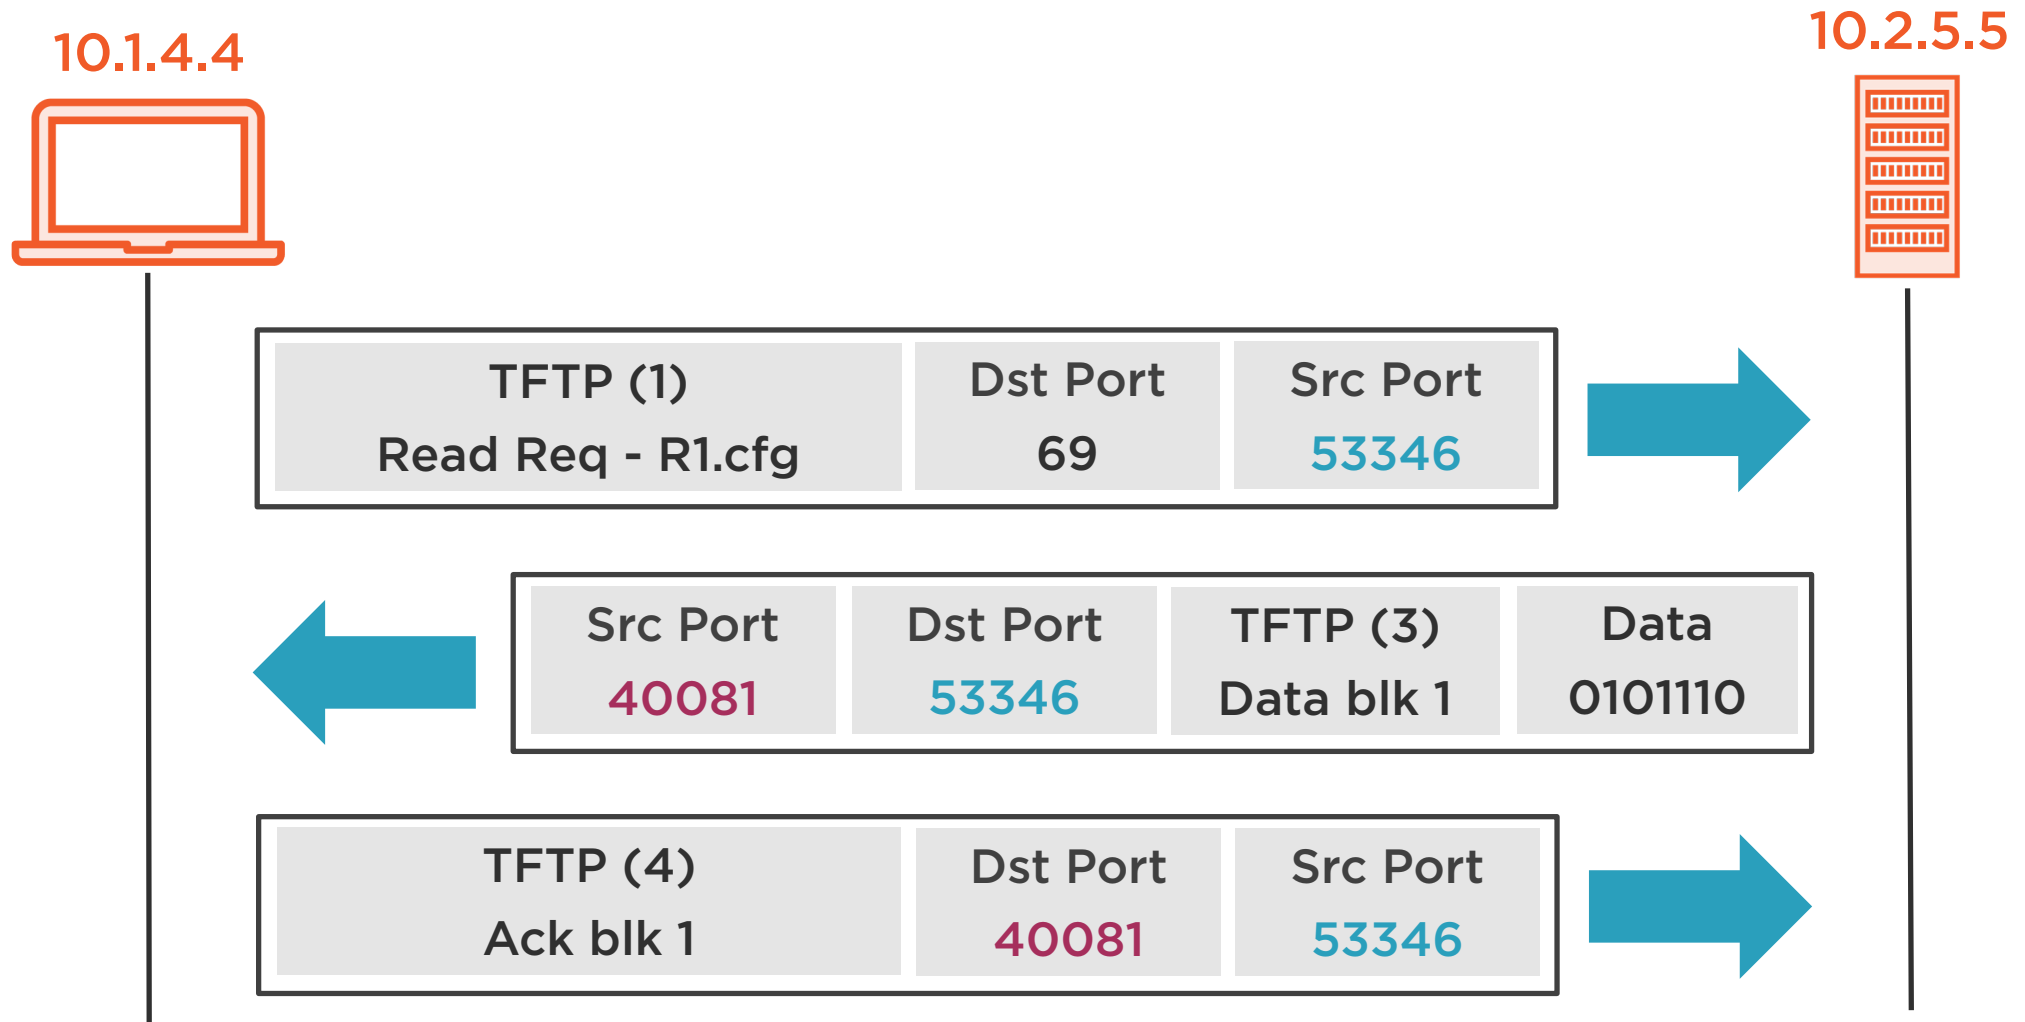 10.1.4.4
10.2.5.5
TFTP (1)
Read Req - R1.cfg
Dst Port
69
Src Port
53346
Src Port
40081
Dst Port
53346
TFTP (3)
Data blk 1
Data
0101110
TFTP (4)
Ack blk 1
Dst Port
40081
Src Port
53346